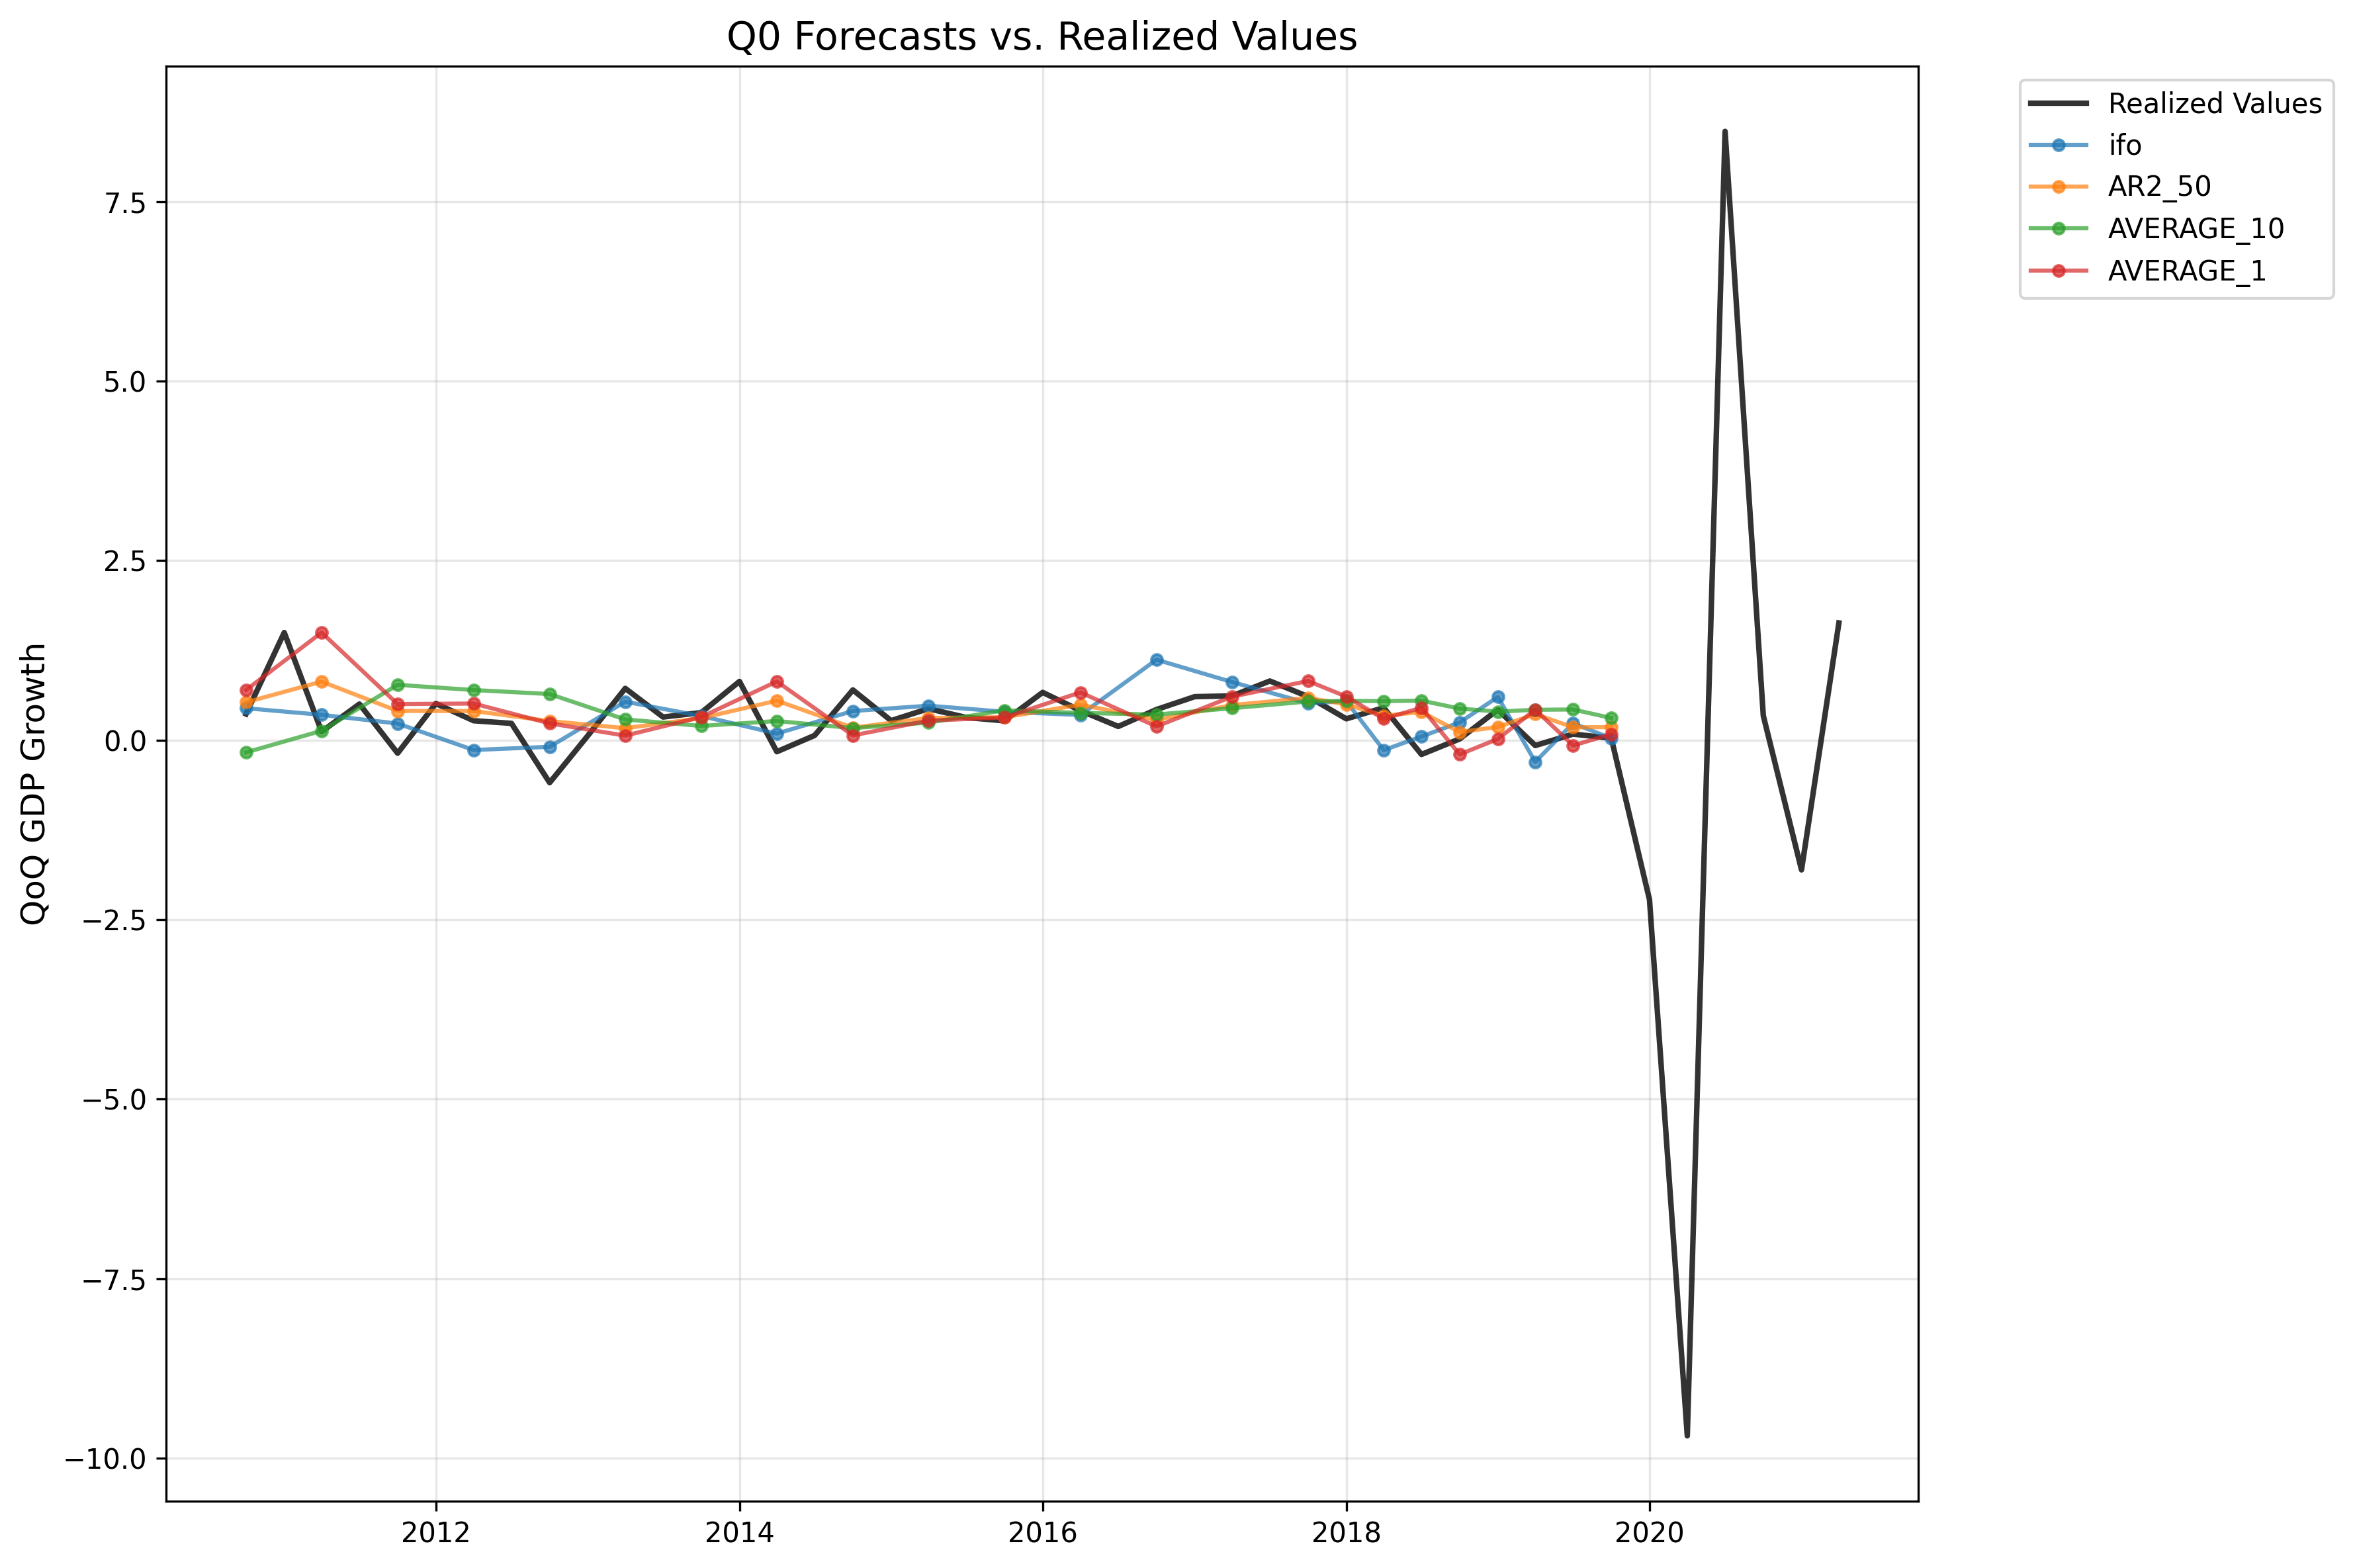 Q0 Forecasts vs. Realized Values
Realized Values
ifo
AR2_50
AVERAGE_10
AVERAGE_1
QoQ GDP Growth
7.5
5.0
2.5
0.0
−2.5
−5.0
−7.5
−10.0
2012
2014
2016
2018
2020